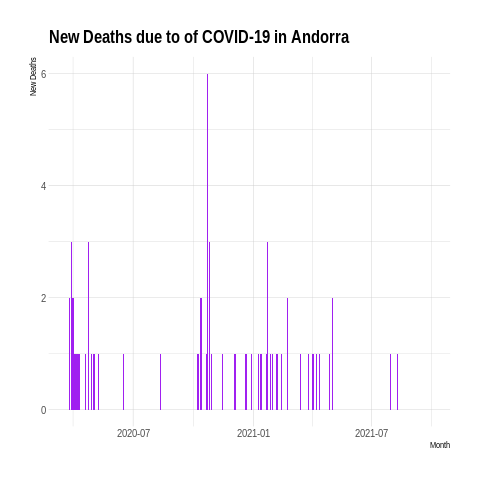 New Deaths due to of COVID-19 in Andorra
New Deaths
6
4
2
0
2020-07
2021-01
2021-07
Month